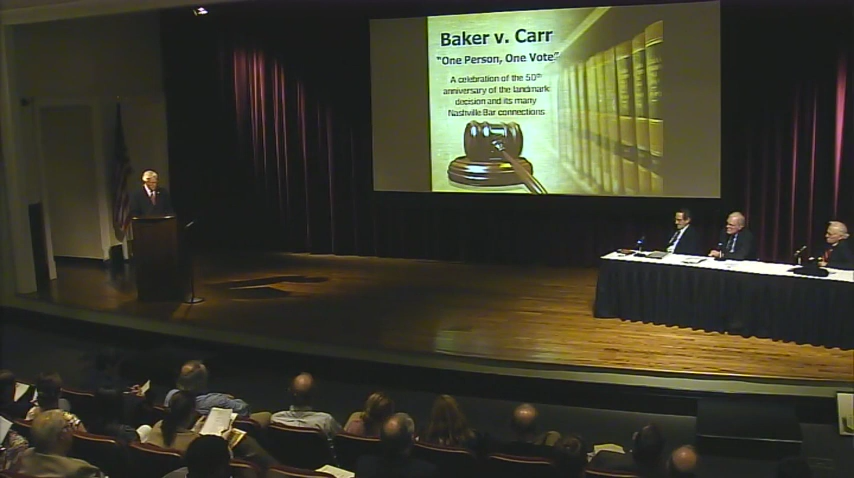 Baker v. Carr
"One Person, One Vote"
A celebration of the 50th
anniversary of the landmark
decision and its many
Nashville Bar connections